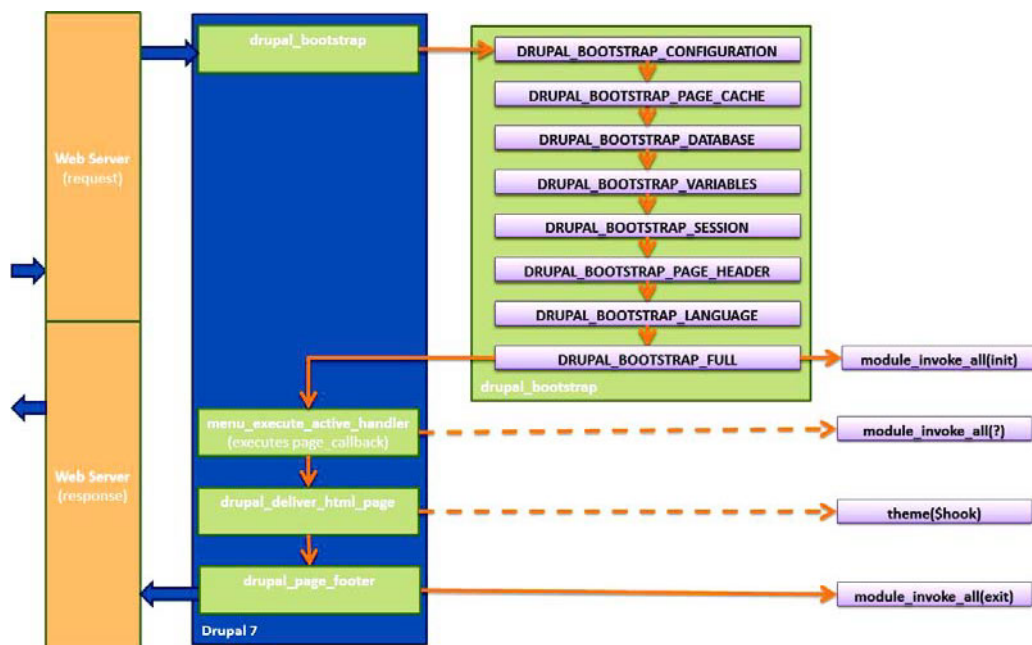 drupal_bootstrap
DRUPAL_BOOTSTRAP_CONFIGURATION
DRUPAL_BOOTSTRAP_PAGE_CACHE
DRUPAL_BOOTSTRAP_DATABASE
Web Server
(request)
DRUPAL_BOOTSTRAP_VARIABLES
DRUPAL_BOOTSTRAP_SESSION
DRUPAL_BOOTSTRAP_PAGE_HEADER
DRUPAL_BOOTSTRAP_LANGUAGE
DRUPAL_BOOTSTRAP_FULL
module_invoke_all(init)
drupal_bootstrap
menu_execute_active_handler
(executes page_callback)
module_invoke_all(?)
Web Server
(response)
drupal_deliver_html_page
theme($hook)
drupal_page_footer
module_invoke_all(exit)
Drupal 7